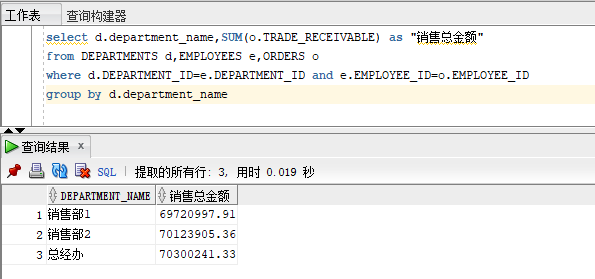 工作表 查询构建器
select d.department_name,SUM(o.TRADE_RECEIVABLE) as "销售总金额"
from DEPARTMENTS d,EMPLOYEES e,ORDERS o
where d.DEPARTMENT_ID=e.DEPARTMENT_ID and e.EMPLOYEE_ID=o.EMPLOYEE_ID
group by d.department_name
查询结果 x
SQL | 提取的所有行: 3, 用时 0.019 秒
DEPARTMENT_NAME 销售总金额
1 销售部1 69720997.91
2 销售部2 70123905.36
3 总经办 70300241.33